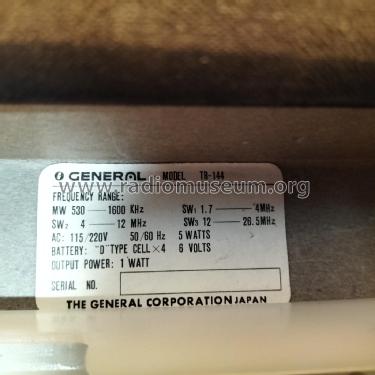 GENERAL MODEL TR-144
FREQUENCY RANGE:
MW 530 — 1600 KHz SW1 1.7 — 4MHz
SW2 4 — 12 MHz SW3 12 — 26.5MHz
AC: 115/220V 50/60 Hz 5 WATTS
BATTERY: "D" TYPE CELL×4 6 VOLTS
OUTPUT POWER: 1 WATT
SERIAL NO.
THE GENERAL CORPORATION JAPAN
www.radiomuseum.org